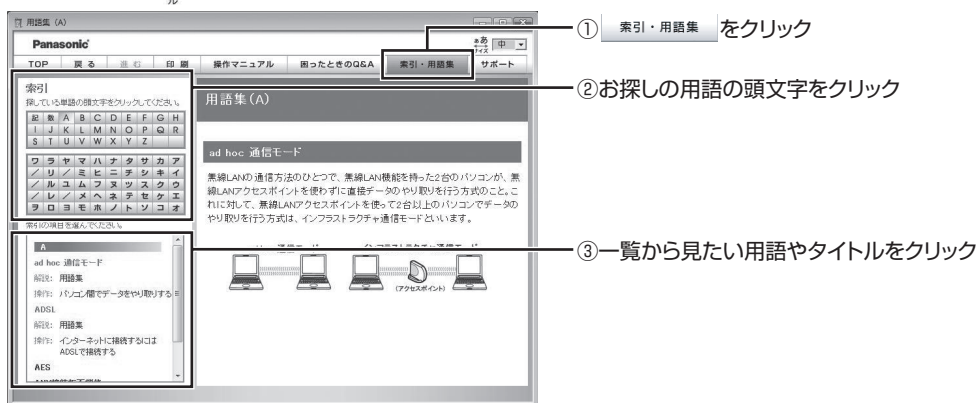 ル
用語集(A)
Panasonic
ああ
サイズ
中
TOP 戻る 進む 印刷 操作マニュアル 困ったときのQ&A 索引・用語集 サポート
索引
探している単語の頭文字をクリックしてください。
記 数 A B C D E F G H
I J K L M N O P Q R
S T U V W X Y Z
ワ ラ ヤ マ ハ ナ タ サ カ ア
／ リ ／ ミ ヒ ニ チ シ キ イ
／ ル ユ ム フ ヌ ツ ス ク ウ
／ レ ／ メ ヘ ネ テ セ ケ エ
ヲ ロ ヨ モ ホ ノ ト ソ コ オ
索引の項目を選んでください。
A
ad hoc 通信モード
解説: 用語集
操作: パソコン間でデータをやり取りする
ADSL
解説: 用語集
操作: インターネットに接続するには
ADSLで接続する
AES
用語集(A)
ad hoc 通信モード
無線LANの通信方法のひとつで、無線LAN機能を持った2台のパソコンが、無
線LANアクセスポイントを使わずに直接データのやり取りを行う方式のこと。こ
れに対して、無線LANアクセスポイントを使って2台以上のパソコンでデータの
やり取りを行う方式は、インフラストラクチャ通信モードといいます。
(アクセスポイント)
① 索引・用語集 をクリック
②お探しの用語の頭文字をクリック
③一覧から見たい用語やタイトルをクリック